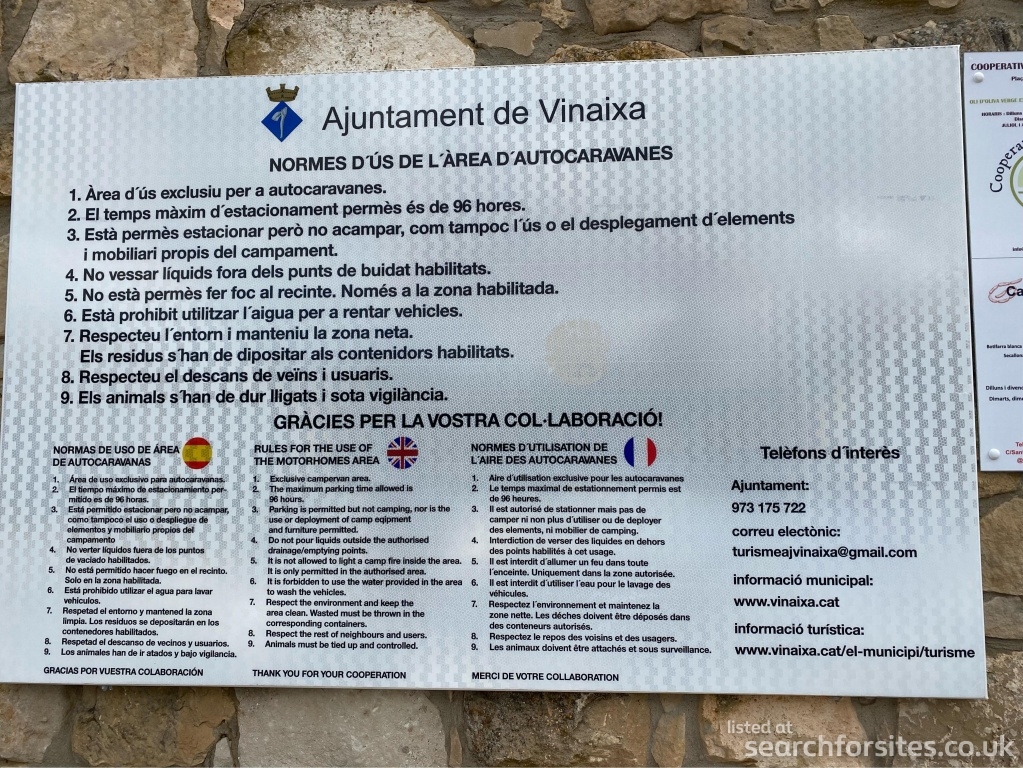 Ajuntament de Vinaixa
NORMES D´ÚS DE L´ÀREA D´AUTOCARAVANES
1. Àrea d´ús exclusiu per a autocaravanes.
2. El temps màxim d´estacionament permès és de 96 hores.
3. Està permès estacionar però no acampar, com tampoc l´ús o el desplegament d´elements
i mobiliari propis del campament.
4. No vessar líquids fora dels punts de buidat habilitats.
5. No està permès fer foc al recinte. Només a la zona habilitada.
6. Està prohibit utilitzar l´aigua per a rentar vehicles.
7. Respecteu l´entorn i manteniu la zona neta.
Els residus s´han de dipositar als contenidors habilitats.
8. Respecteu el descans de veïns i usuaris.
9. Els animals s´han de dur lligats i sota vigilància.
GRÀCIES PER LA VOSTRA COL·LABORACIÓ!
NORMAS DE USO DE ÁREA
DE AUTOCARAVANAS
1. Área de uso exclusivo para autocaravanas.
2. El tiempo máximo de estacionamiento per-
mitido es de 96 horas.
3. Está permitido estacionar pero no acampar,
como tampoco el uso o despliegue de
elementos y mobiliario propios del
campamento
4. No verter líquidos fuera de los puntos
de vaciado habilitados.
5. No está permitido hacer fuego en el recinto.
Solo en la zona habilitada.
6. Está prohibido utilizar el agua para lavar
vehículos.
7. Respetad el entorno y mantened la zona
limpia. Los residuos se depositarán en los
contenedores habilitados.
8. Respetad el descanso de vecinos y usuarios.
9. Los animales han de ir atados y bajo vigilancia.
GRACIAS POR VUESTRA COLABORACIÓN
RULES FOR THE USE OF
THE MOTORHOMES AREA
1. Exclusive campervan area.
2. The maximum parking time allowed is
96 hours.
3. Parking is permitted but not camping, nor is the
use or deployment of camp eqipment
and furniture permitted.
4. Do not pour liquids outside the authorised
drainage/emptying points.
5. It is not allowed to light a camp fire inside the area.
It is only permitted in the authorised area.
6. It is forbidden to use the water provided in the area
to wash the vehicles.
7. Respect the environment and keep the
area clean. Wasted must be thrown in the
corresponding containers.
8. Respect the rest of neighbours and users.
9. Animals must be tied up and controlled.
THANK YOU FOR YOUR COOPERATION
NORMES D´UTILISATION DE
L´AIRE DES AUTOCARAVANES
1. Aire d´utilisation exclusive pour les autocaravanes
2. Le temps maximal de estationnement permis est
de 96 heures.
3. Il est autorisé de stationner mais pas de
camper ni non plus d´utiliser ou de deployer
des elements, ni mobilier de camping.
4. Interdiction de verser des liquides en dehors
des points habilités à cet usage.
5. Il est interdit d´allumer un feu dans toute
l´enceinte. Uniquement dans la zone autorisée.
6. Il est interdit d´utiliser l´eau pour le lavage des
véhicules.
7. Respectez l´environnement et maintenez la
zone nette. Les déches doivent être déposés dans
des conteneurs autorisés.
8. Respectez le repos des voisins et des usagers.
9. Les animaux doivent être attachés et sous surveillance.
MERCI DE VOTRE COLLABORATION
Telèfons d´interès
Ajuntament:
973 175 722
correu electònic:
turismeajvinaixa@gmail.com
informació municipal:
www.vinaixa.cat
informació turística:
www.vinaixa.cat/el-municipi/turisme
COOPERATIV
OLI D'OLIVA VERGE E
HORARIS : Dilluns
JULIOL I
Coopera
Ca
Botifarra blanca
Dilluns i divend
Dimarts, dime
Tel
C/San
listed at
searchforsites.co.uk